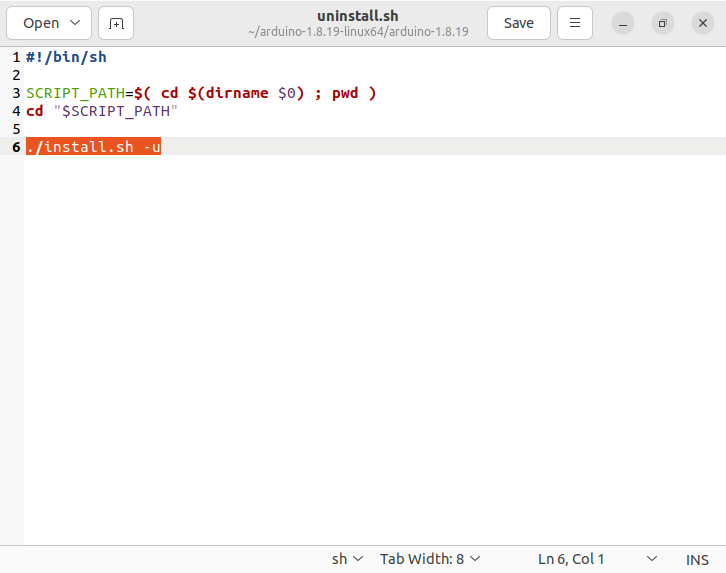 uninstall.sh
Open
~/arduino-1.8.19-linux64/arduino-1.8.19
Save
1 #!/bin/sh
2
3 SCRIPT_PATH=$( cd $(dirname $0) ; pwd )
4 cd "$SCRIPT_PATH"
5
6 ./install.sh -u
sh Tab Width: 8 Ln 6, Col 1 INS